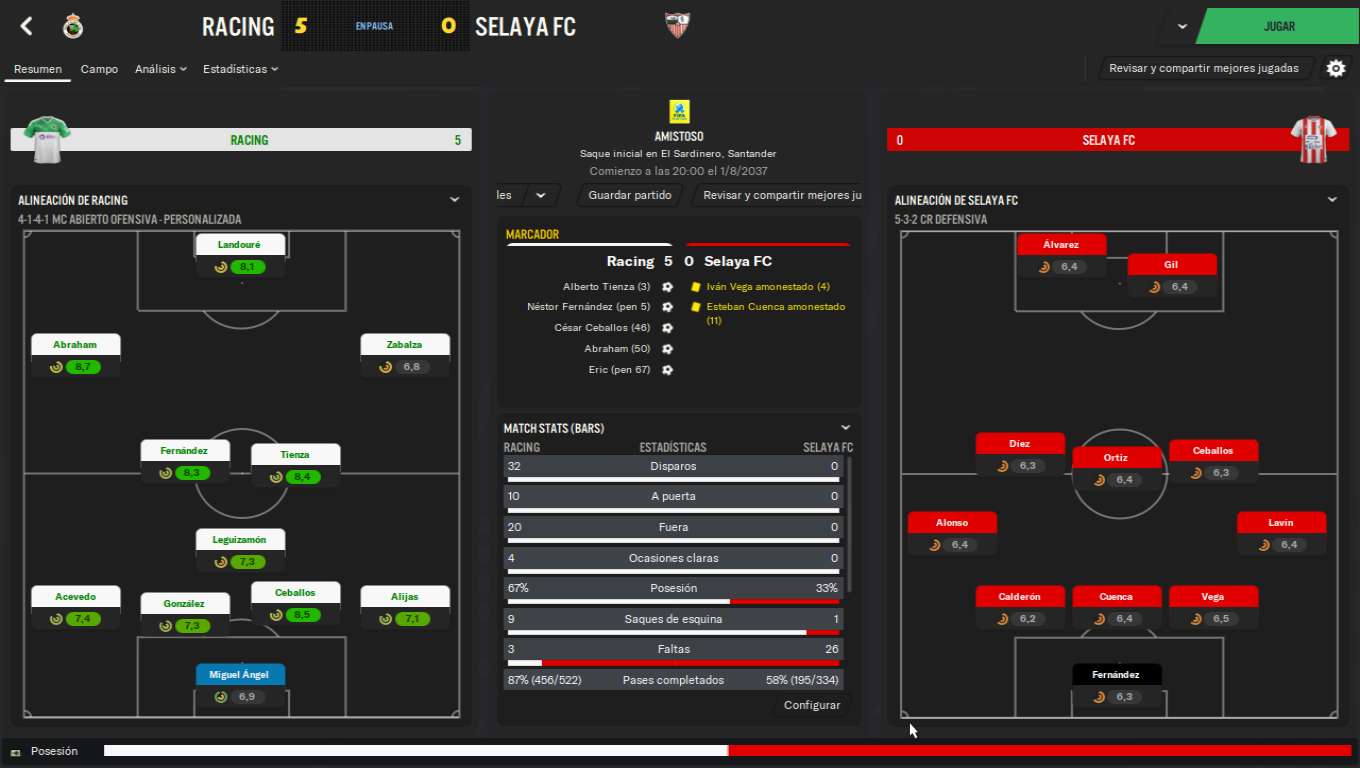 RACING
5
EN PAUSA
0
SELAYA FC
JUGAR
Resumen
Campo
Análisis
Estadísticas
Revisar y compartir mejores jugadas
RACING
5
AMISTOSO
Saque inicial en El Sardinero, Santander
Comienzo a las 20:00 el 1/8/2037
les
Guardar partido
Revisar y compartir mejores ju
0
SELAYA FC
ALINEACIÓN DE RACING
4-1-4-1 MC ABIERTO OFENSIVA - PERSONALIZADA
Landouré
8,1
Abraham
8,7
Zabalza
6,8
Fernández
8,3
Tienza
8,4
Leguizamón
7,3
Acevedo
7,4
González
7,3
Ceballos
8,5
Alijas
7,1
Miguel Ángel
6,9
MARCADOR
Racing 5 0 Selaya FC
Alberto Tienza (3)
Néstor Fernández (pen 5)
César Ceballos (46)
Abraham (50)
Eric (pen 67)
Iván Vega amonestado (4)
Esteban Cuenca amonestado
(11)
MATCH STATS (BARS)
RACING ESTADÍSTICAS SELAYA FC
32 Disparos 0
10 A puerta 0
20 Fuera 0
4 Ocasiones claras 0
67% Posesión 33%
9 Saques de esquina 1
3 Faltas 26
87% (456/522) Pases completados 58% (195/334)
Configurar
ALINEACIÓN DE SELAYA FC
5-3-2 CR DEFENSIVA
Álvarez
6,4
Gil
6,4
Díez
6,3
Ortiz
6,4
Ceballos
6,3
Alonso
6,4
Lavín
6,4
Calderón
6,2
Cuenca
6,4
Vega
6,5
Fernández
6,3
Posesión